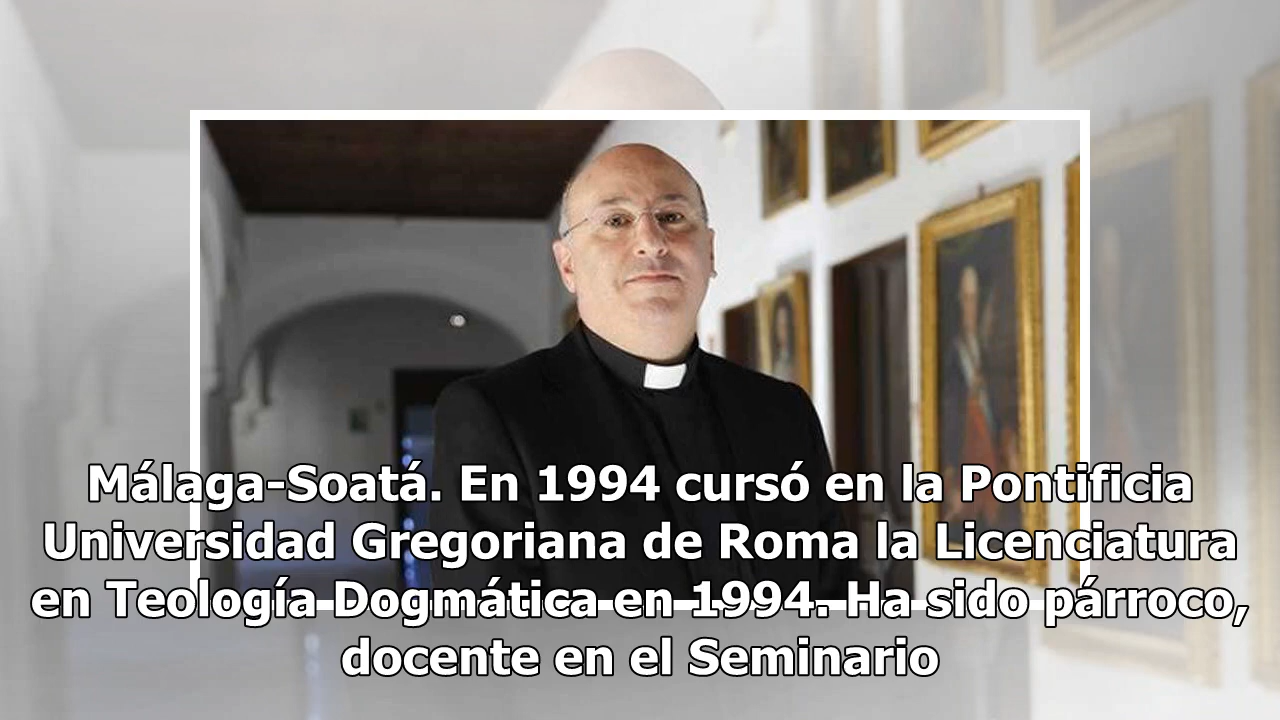 Málaga-Soatá. En 1994 cursó en la Pontificia
Universidad Gregoriana de Roma la Licenciatura
en Teología Dogmática en 1994. Ha sido párroco,
docente en el Seminario